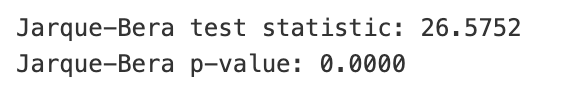 Jarque–Bera test statistic: 26.5752
Jarque–Bera p-value: 0.0000